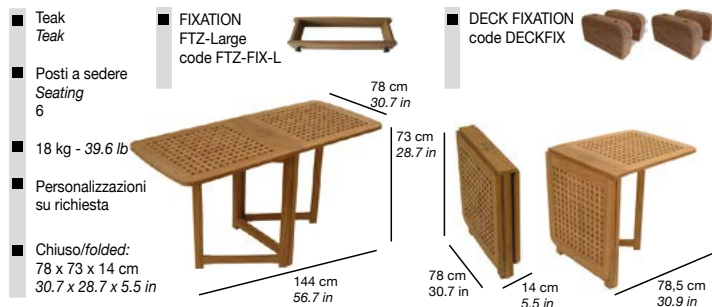 Teak
Teak
Posti a sedere
Seating
6
18 kg - 39.6 lb
Personalizzazioni
su richiesta
Chiuso/folded:
78 x 73 x 14 cm
30.7 x 28.7 x 5.5 in
FIXATION
FTZ-Large
code FTZ-FIX-L
DECK FIXATION
code DECKFIX
78 cm
30.7 in
73 cm
28.7 in
144 cm
56.7 in
78 cm
30.7 in
14 cm
5.5 in
78,5 cm
30.9 in